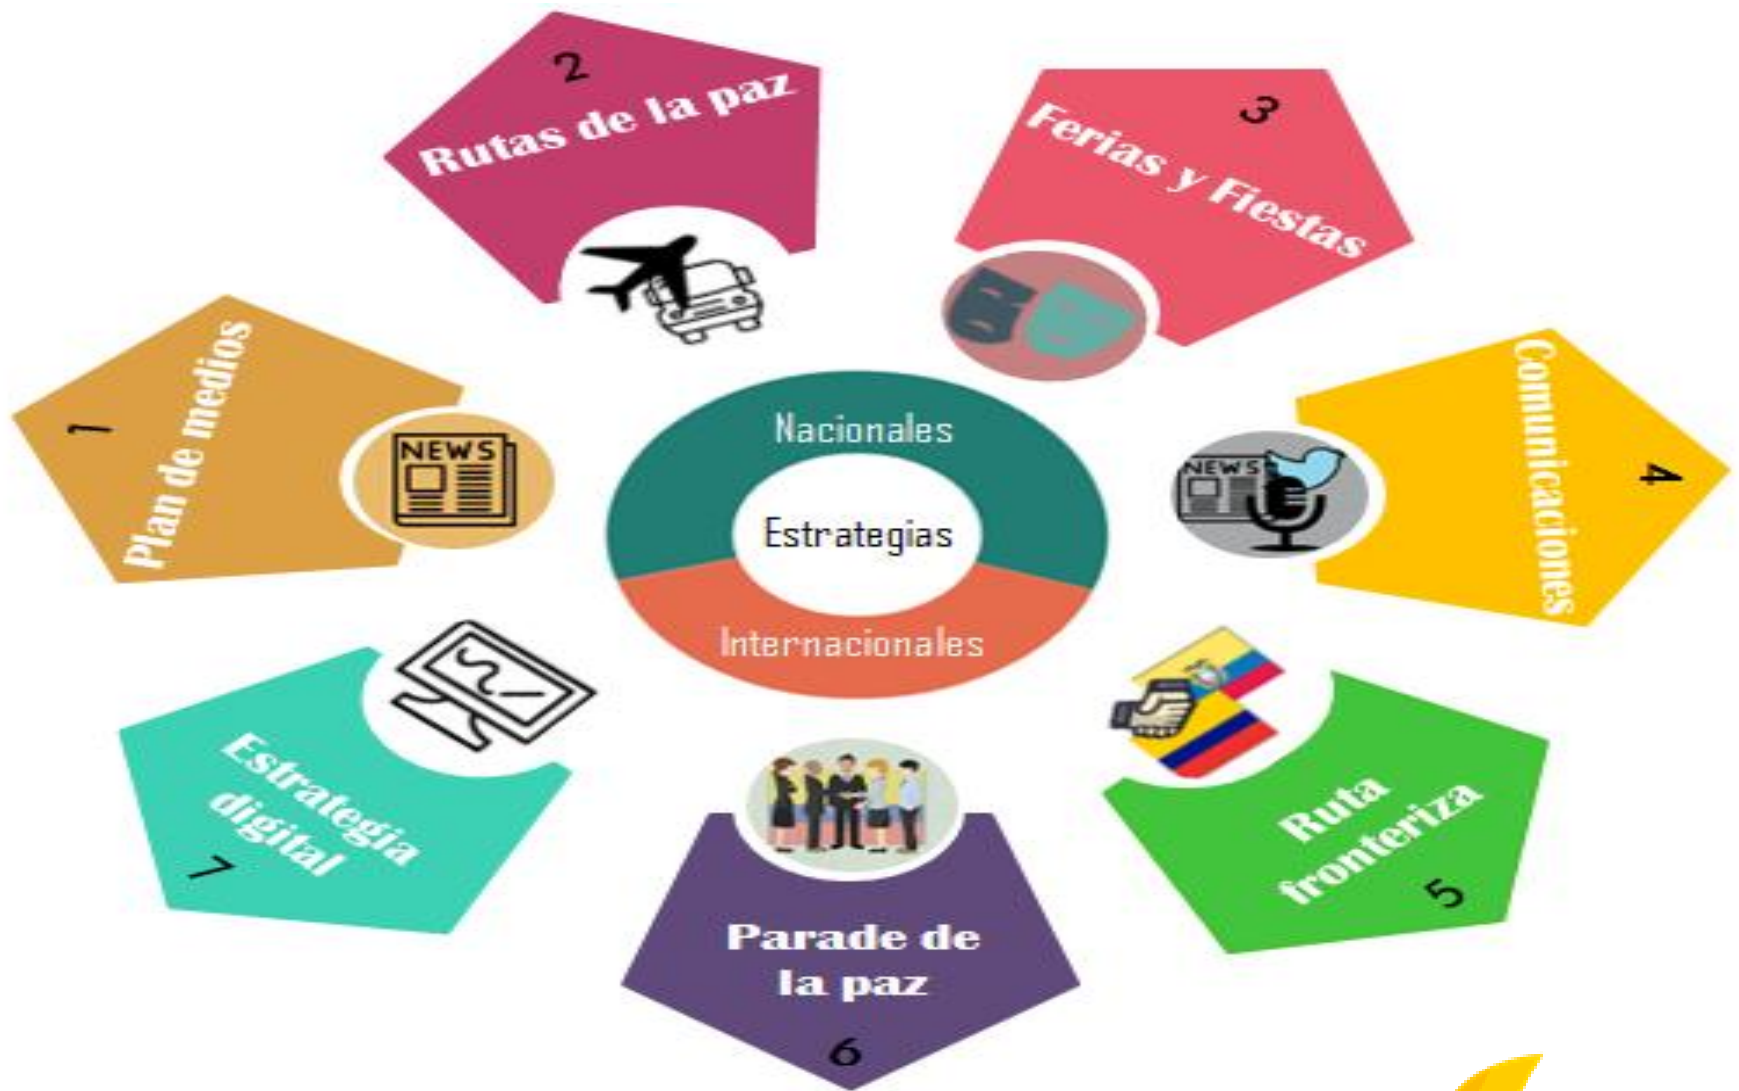 1
Plan de medios
NEWS
2
Rutas de la paz
3
Ferias y Fiestas
4
Comunicaciones
NEWS
5
Ruta
fronteriza
6
Parade de
la paz
7
Estrategia
digital
Nacionales
Estrategias
Internacionales